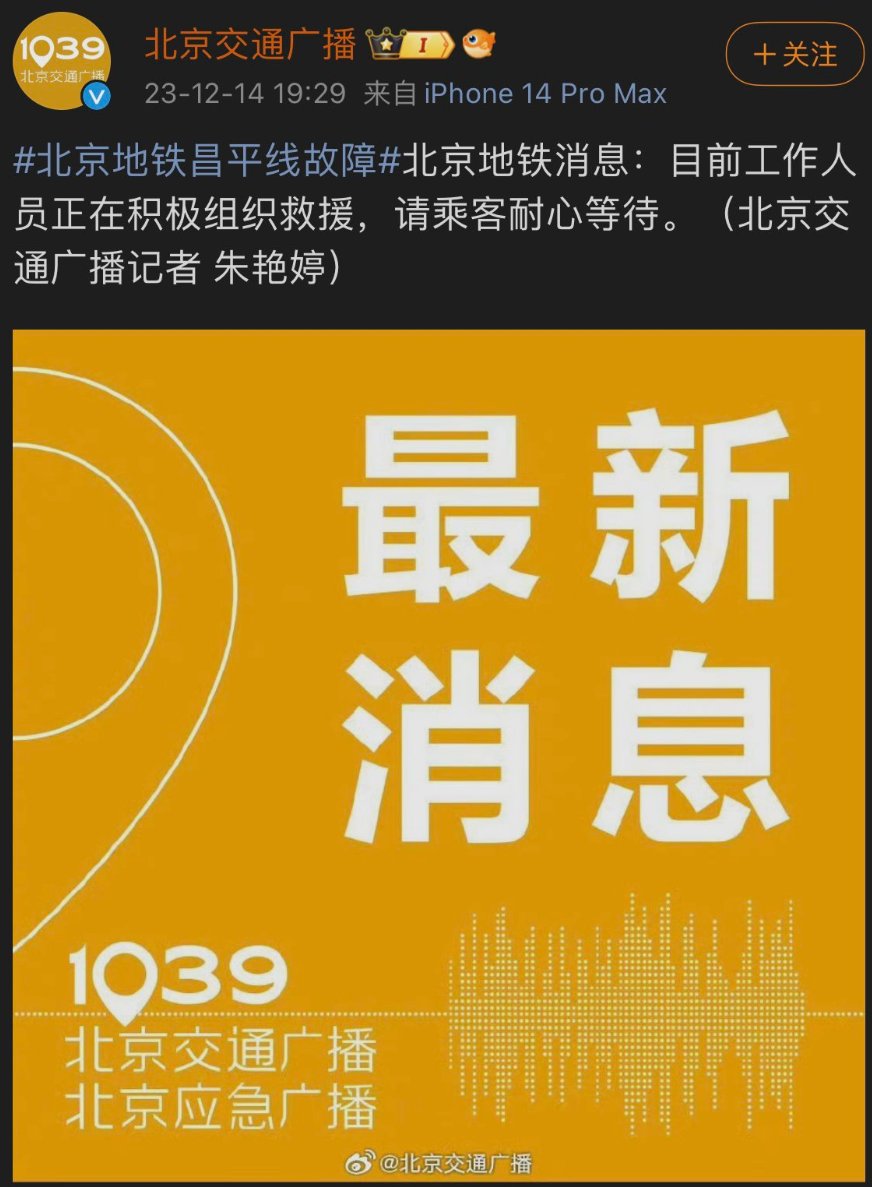 1039
北京交通广播
北京交通广播
I
＋关注
23-12-14 19:29 来自 iPhone 14 Pro Max
#北京地铁昌平线故障#北京地铁消息：目前工作人
员正在积极组织救援，请乘客耐心等待。（北京交
通广播记者 朱艳婷）
最新
消息
1039
北京交通广播
北京应急广播
@北京交通广播